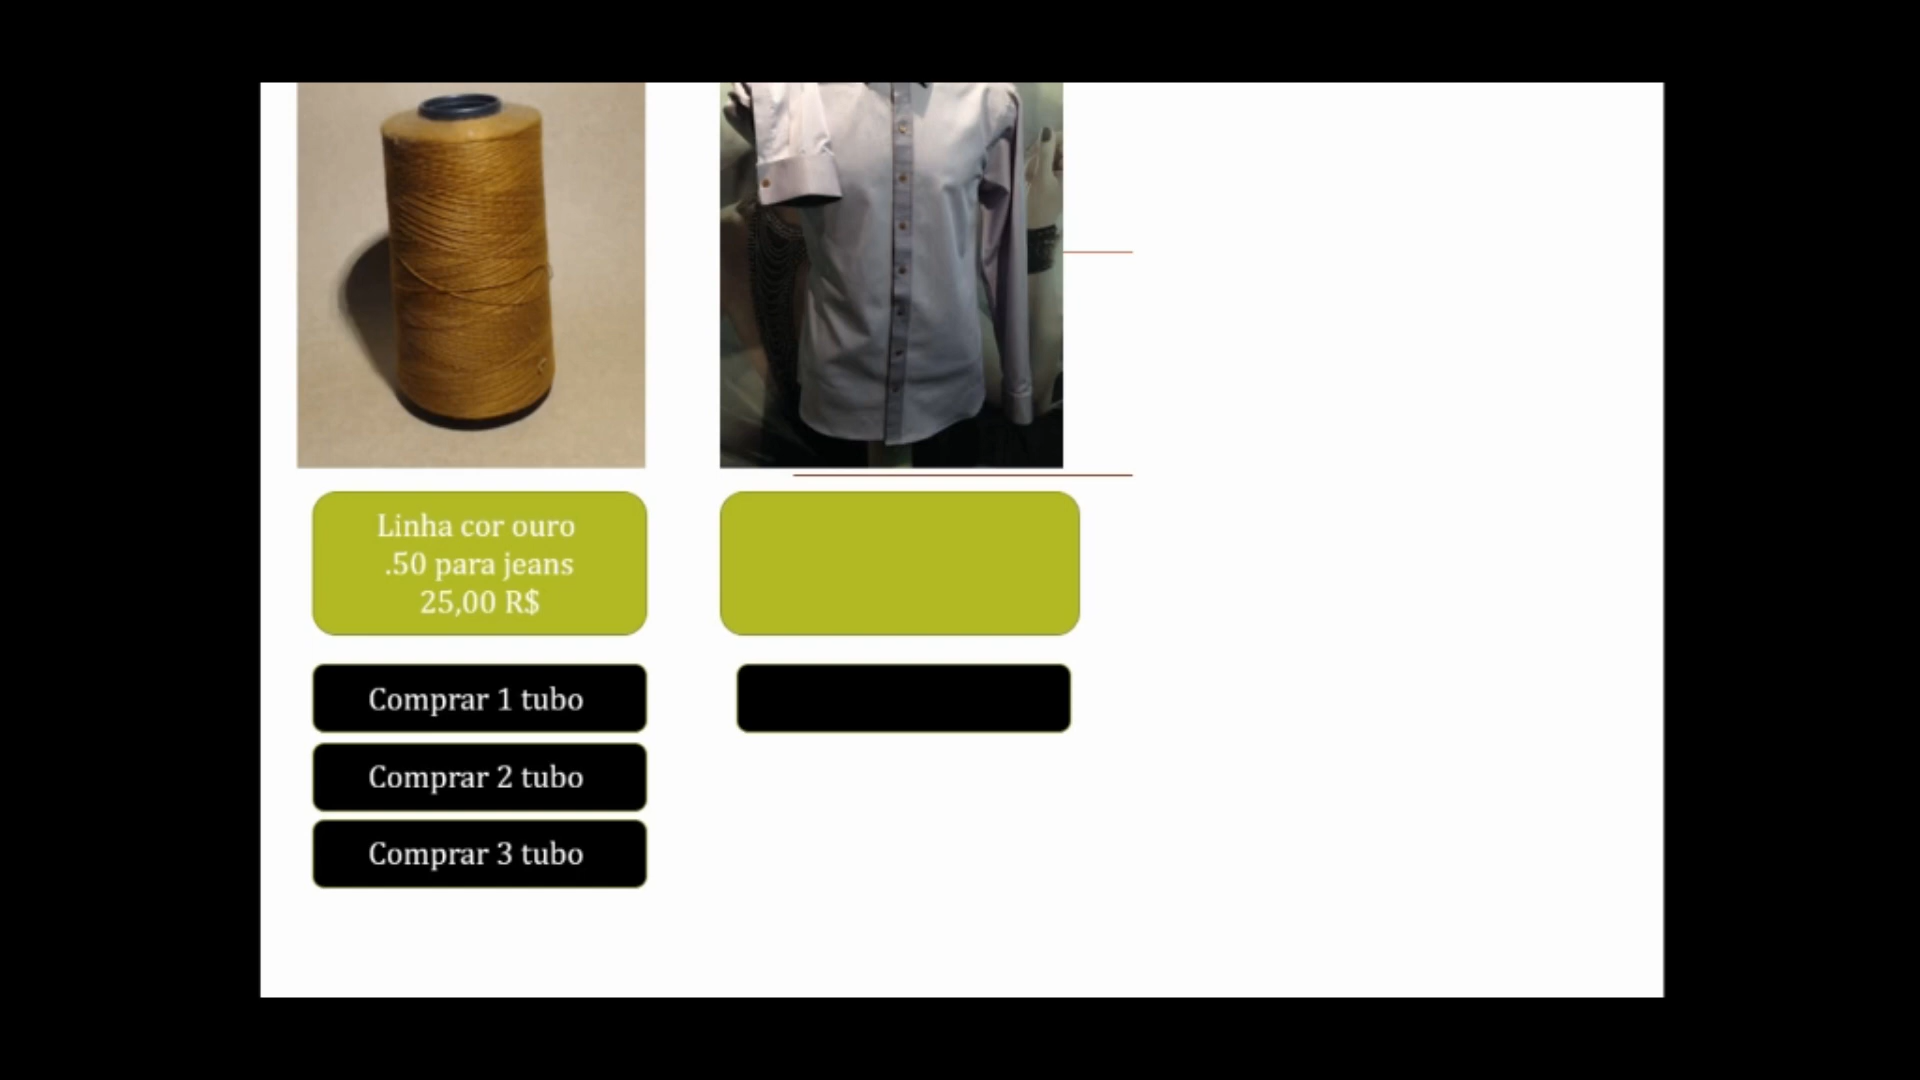 Linha cor ouro
.50 para jeans
25,00 R$
Comprar 1 tubo
Comprar 2 tubo
Comprar 3 tubo